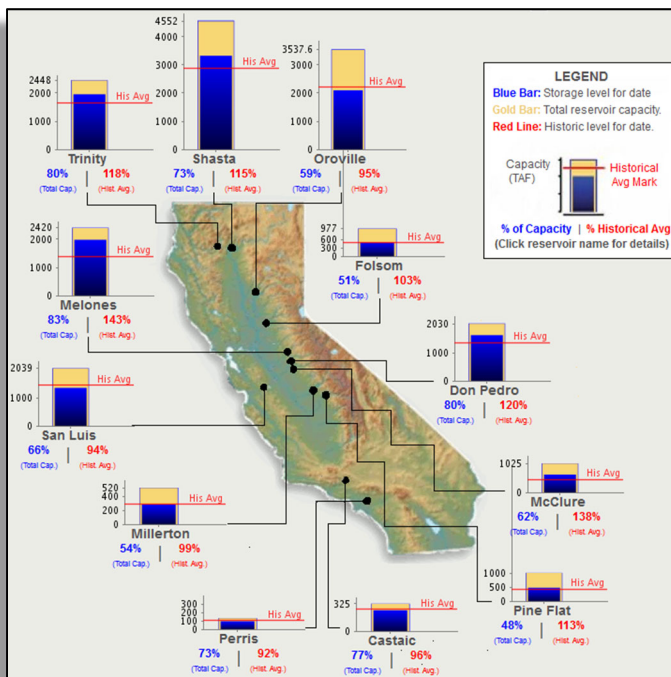 4552
4000
3000
2000
1000
0
Shasta
73% | 115%
(Total Cap.) (Hist. Avg.)
2448
2000
1000
0
His Avg
Trinity
80% | 118%
(Total Cap.) (Hist. Avg.)
His Avg
3537.6
3000
2000
1000
0
His Avg
Oroville
59% | 95%
(Total Cap.) (Hist. Avg.)
LEGEND
Blue Bar: Storage level for date
Gold Bar: Total reservoir capacity.
Red Line: Historic level for date.
Capacity
(TAF)
Historical
Avg Mark
% of Capacity | % Historical Avg
(Click reservoir name for details)
2420
2000
1000
0
His Avg
Melones
83% | 143%
(Total Cap.) (Hist. Avg.)
977
600
300
0
His Avg
Folsom
51% | 103%
(Total Cap.) (Hist. Avg.)
2030
1000
0
His Avg
Don Pedro
80% | 120%
(Total Cap.) (Hist. Avg.)
2039
1000
0
His Avg
San Luis
66% | 94%
(Total Cap.) (Hist. Avg.)
1025
0
His Avg
McClure
62% | 138%
(Total Cap.) (Hist. Avg.)
520
400
200
0
His Avg
Millerton
54% | 99%
(Total Cap.) (Hist. Avg.)
1000
500
0
His Avg
Pine Flat
48% | 113%
(Total Cap.) (Hist. Avg.)
300
200
100
0
His Avg
Perris
73% | 92%
(Total Cap.) (Hist. Avg.)
325
0
His Avg
Castaic
77% | 96%
(Total Cap.) (Hist. Avg.)